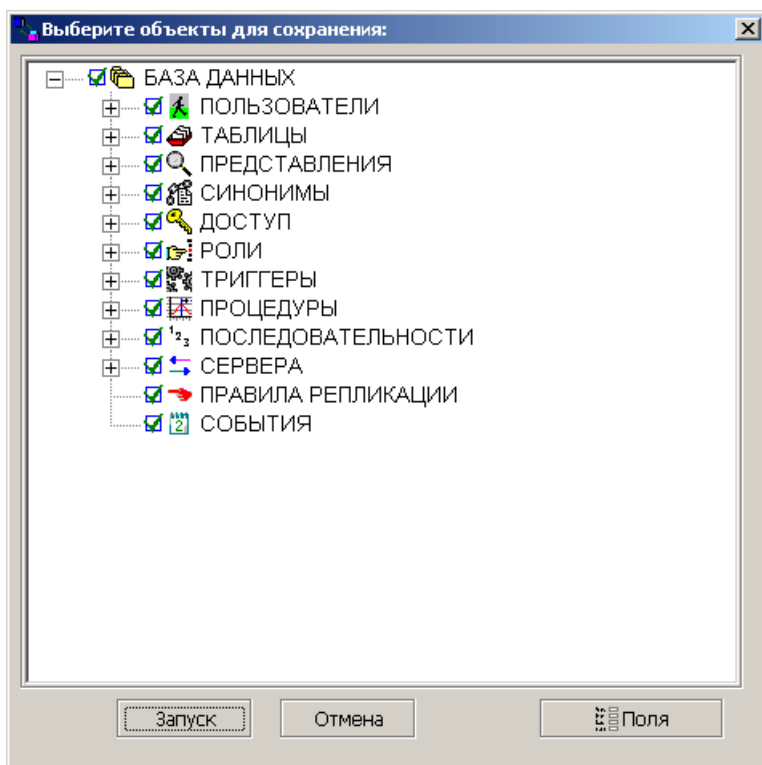 Выберите объекты для сохранения:
БАЗА ДАННЫХ
ПОЛЬЗОВАТЕЛИ
ТАБЛИЦЫ
ПРЕДСТАВЛЕНИЯ
СИНОНИМЫ
ДОСТУП
РОЛИ
ТРИГГЕРЫ
ПРОЦЕДУРЫ
ПОСЛЕДОВАТЕЛЬНОСТИ
СЕРВЕРА
ПРАВИЛА РЕПЛИКАЦИИ
СОБЫТИЯ
Запуск Отмена Поля